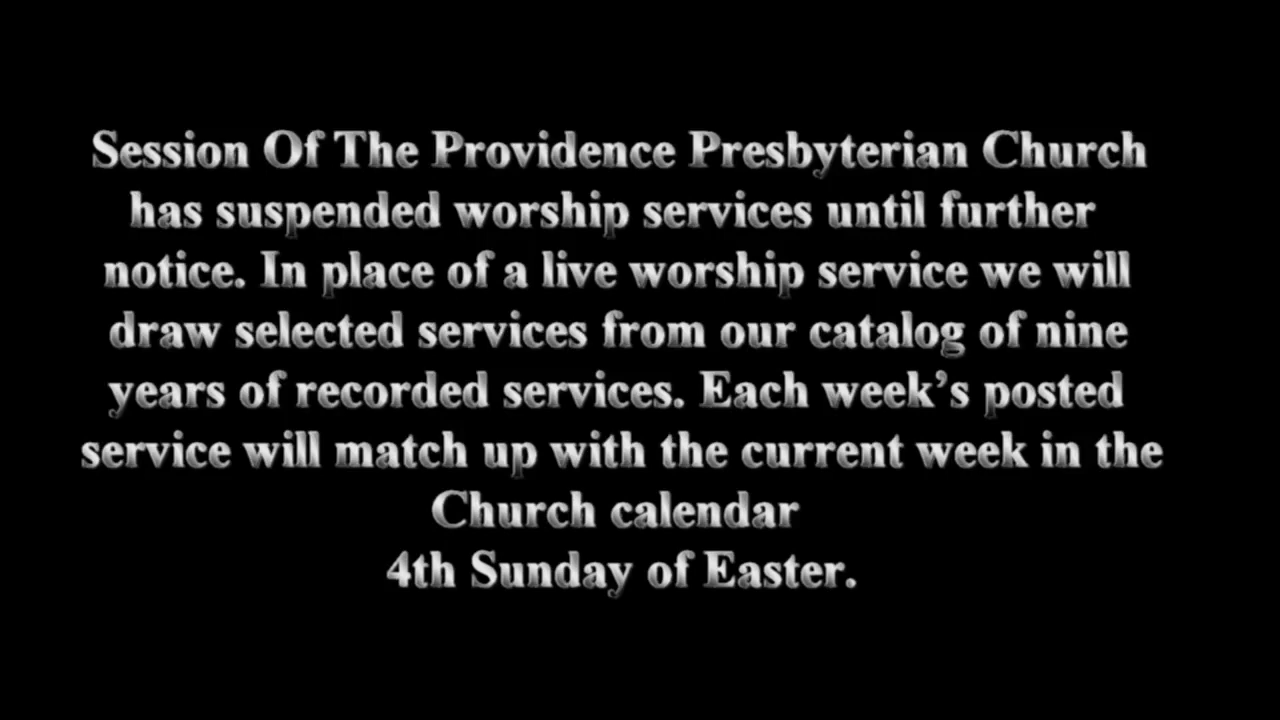 Session Of The Providence Presbyterian Church
has suspended worship services until further
notice. In place of a live worship service we will
draw selected services from our catalog of nine
years of recorded services. Each week’s posted
service will match up with the current week in the
Church calendar
4th Sunday of Easter.